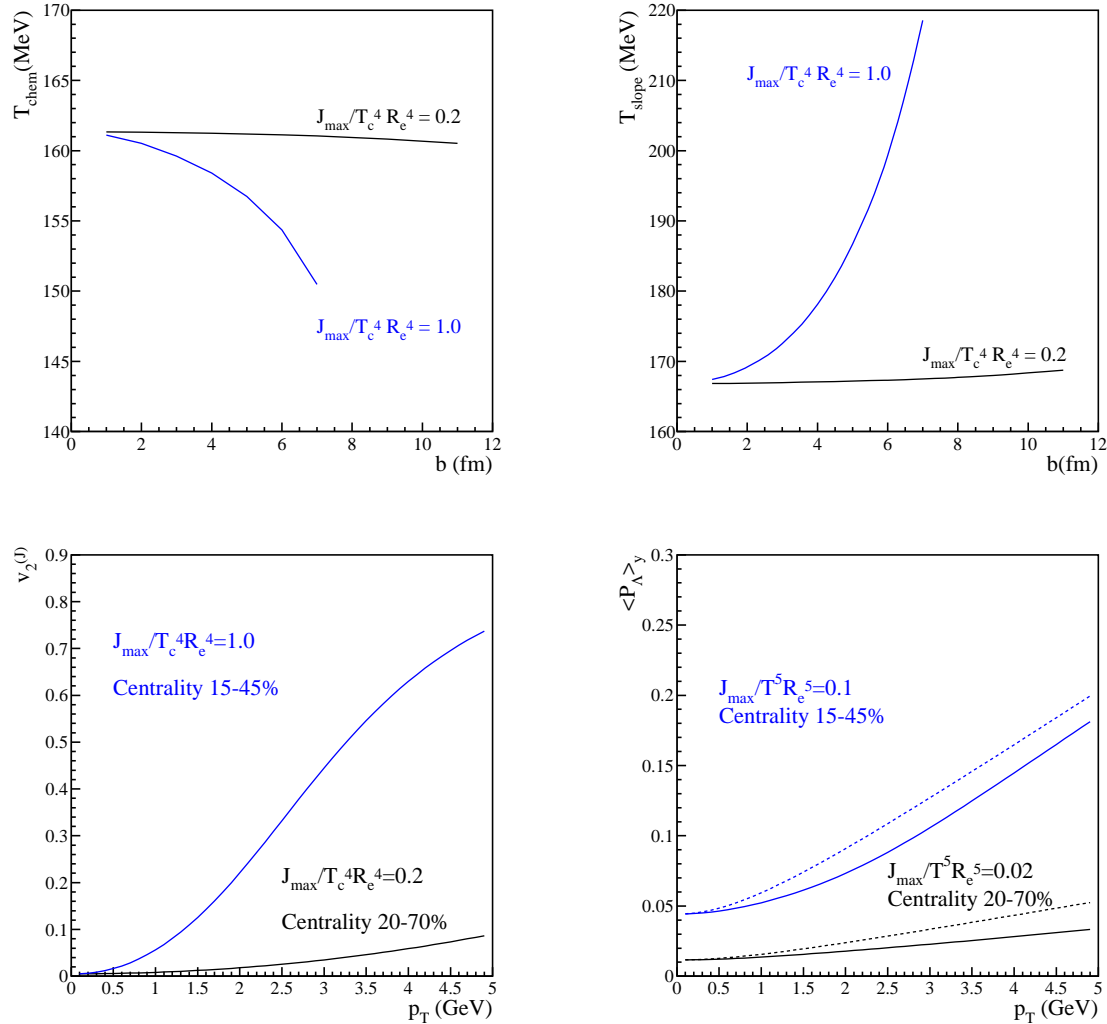 T_chem(MeV)
170
165
160
155
150
145
140
J_max/T_c^4 R_e^4 = 0.2
J_max/T_c^4 R_e^4 = 1.0
0 2 4 6 8 10 12
b (fm)
T_slope (MeV)
220
210
200
190
180
170
160
J_max/T_c^4 R_e^4 = 1.0
J_max/T_c^4 R_e^4 = 0.2
0 2 4 6 8 10 12
b(fm)
v_2^(J)
0.9
0.8
0.7
0.6
0.5
0.4
0.3
0.2
0.1
0
J_max/T_c^4R_e^4=1.0
Centrality 15-45%
J_max/T_c^4R_e^4=0.2
Centrality 20-70%
0 0.5 1 1.5 2 2.5 3 3.5 4 4.5 5
p_T (GeV)
<P_Λ>_y
0.3
0.25
0.2
0.15
0.1
0.05
0
J_max/T^5R_e^5=0.1
Centrality 15-45%
J_max/T^5R_e^5=0.02
Centrality 20-70%
0 0.5 1 1.5 2 2.5 3 3.5 4 4.5 5
p_T (GeV)